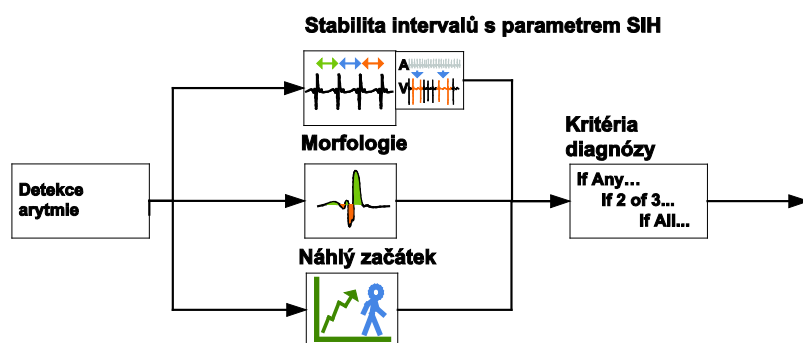 Stabilita intervalů s parametrem SIH
A
V
Morfologie
Kritéria
diagnózy
Detekce
arytmie
If Any...
If 2 of 3...
If All...
Náhlý začátek